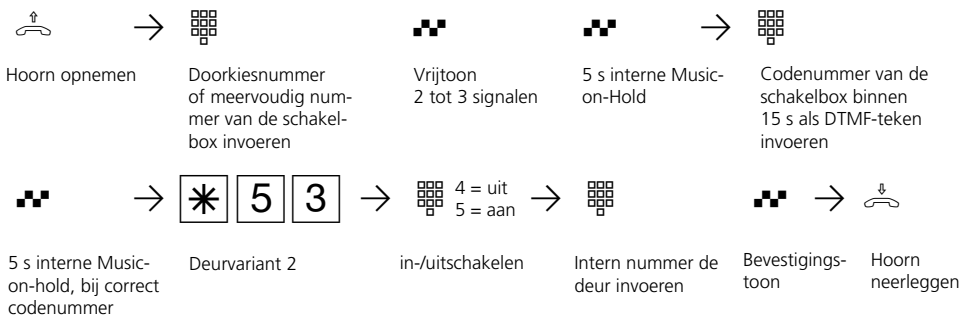 Hoorn opnemen
Doorkiesnummer
of meervoudig num-
mer van de schakel-
box invoeren
Vrijtoon
2 tot 3 signalen
5 s interne Music-
on-Hold
Codenummer van de
schakelbox binnen
15 s als DTMF-teken
invoeren
✱ 5 3
4 = uit
5 = aan
5 s interne Music-
on-hold, bij correct
codenummer
Deurvariant 2
in-/uitschakelen
Intern nummer de
deur invoeren
Bevestigings-
toon
Hoorn
neerleggen